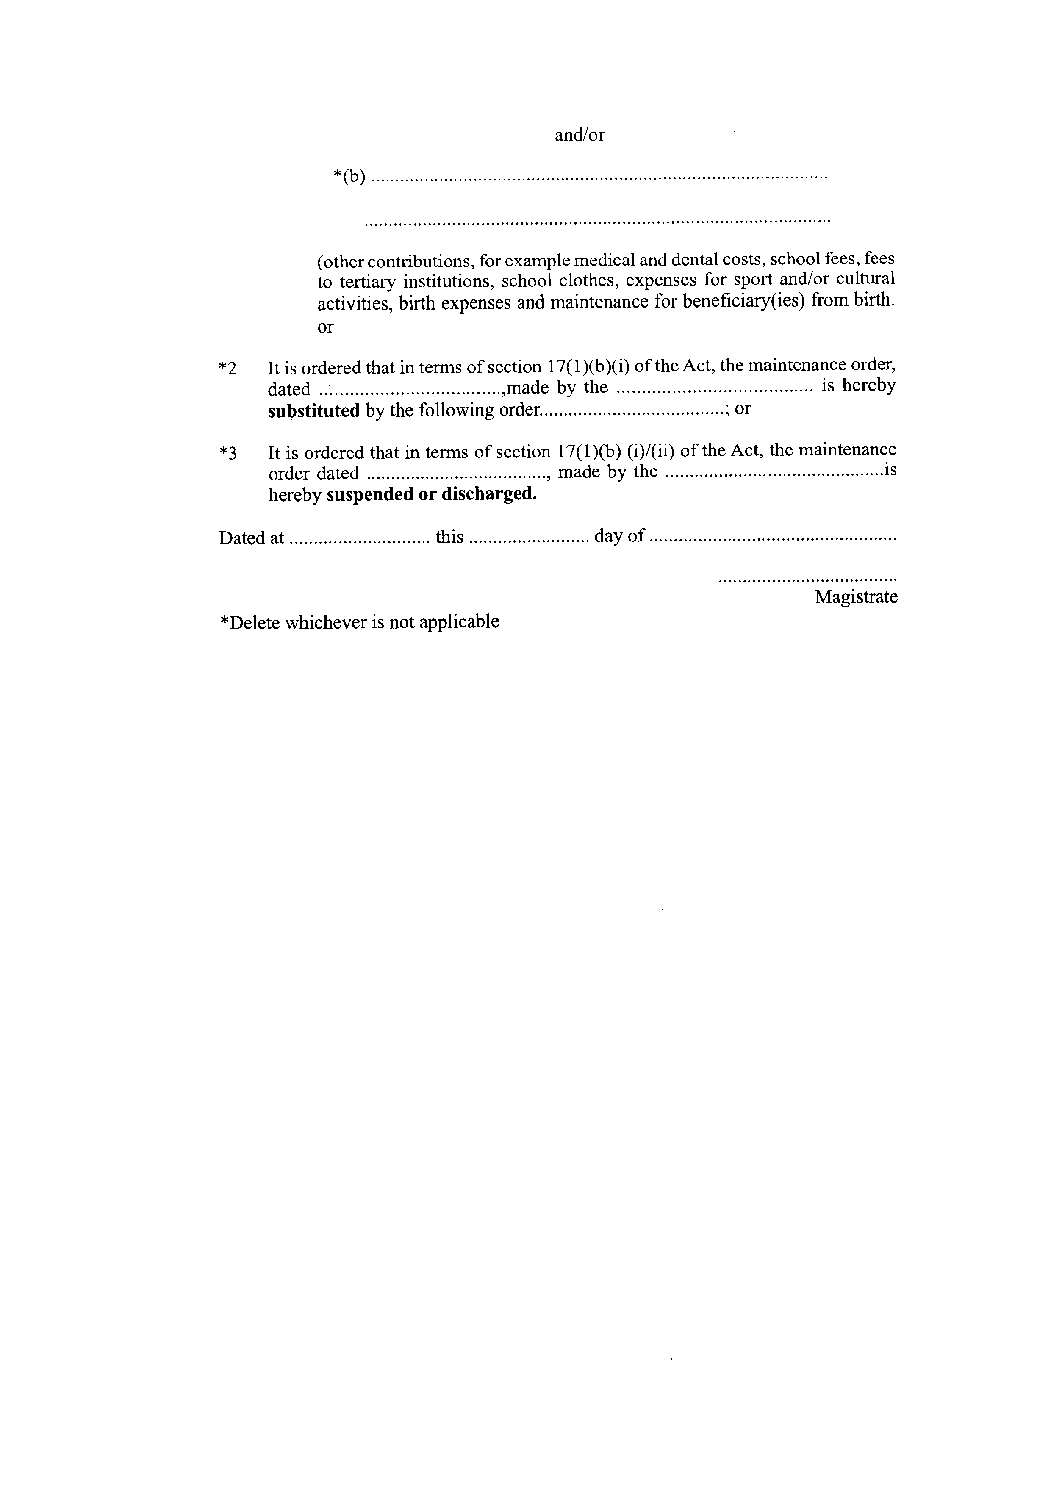 and/or
*(b) ..............................................................................................
................................................................................................
(other contributions, for example medical and dental costs, school fees, fees
to tertiary institutions, school clothes, expenses for sport and/or cultural
activities, birth expenses and maintenance for beneficiary(ies) from birth.
or
*2 It is ordered that in terms of section 17(1)(b)(i) of the Act, the maintenance order,
dated ......................................,made by the ......................................... is hereby
substituted by the following order......................................; or
*3 It is ordered that in terms of section 17(1)(b) (i)/(ii) of the Act, the maintenance
order dated ....................................., made by the .............................................is
hereby suspended or discharged.
Dated at ............................. this ......................... day of ...................................................
.....................................
Magistrate
*Delete whichever is not applicable